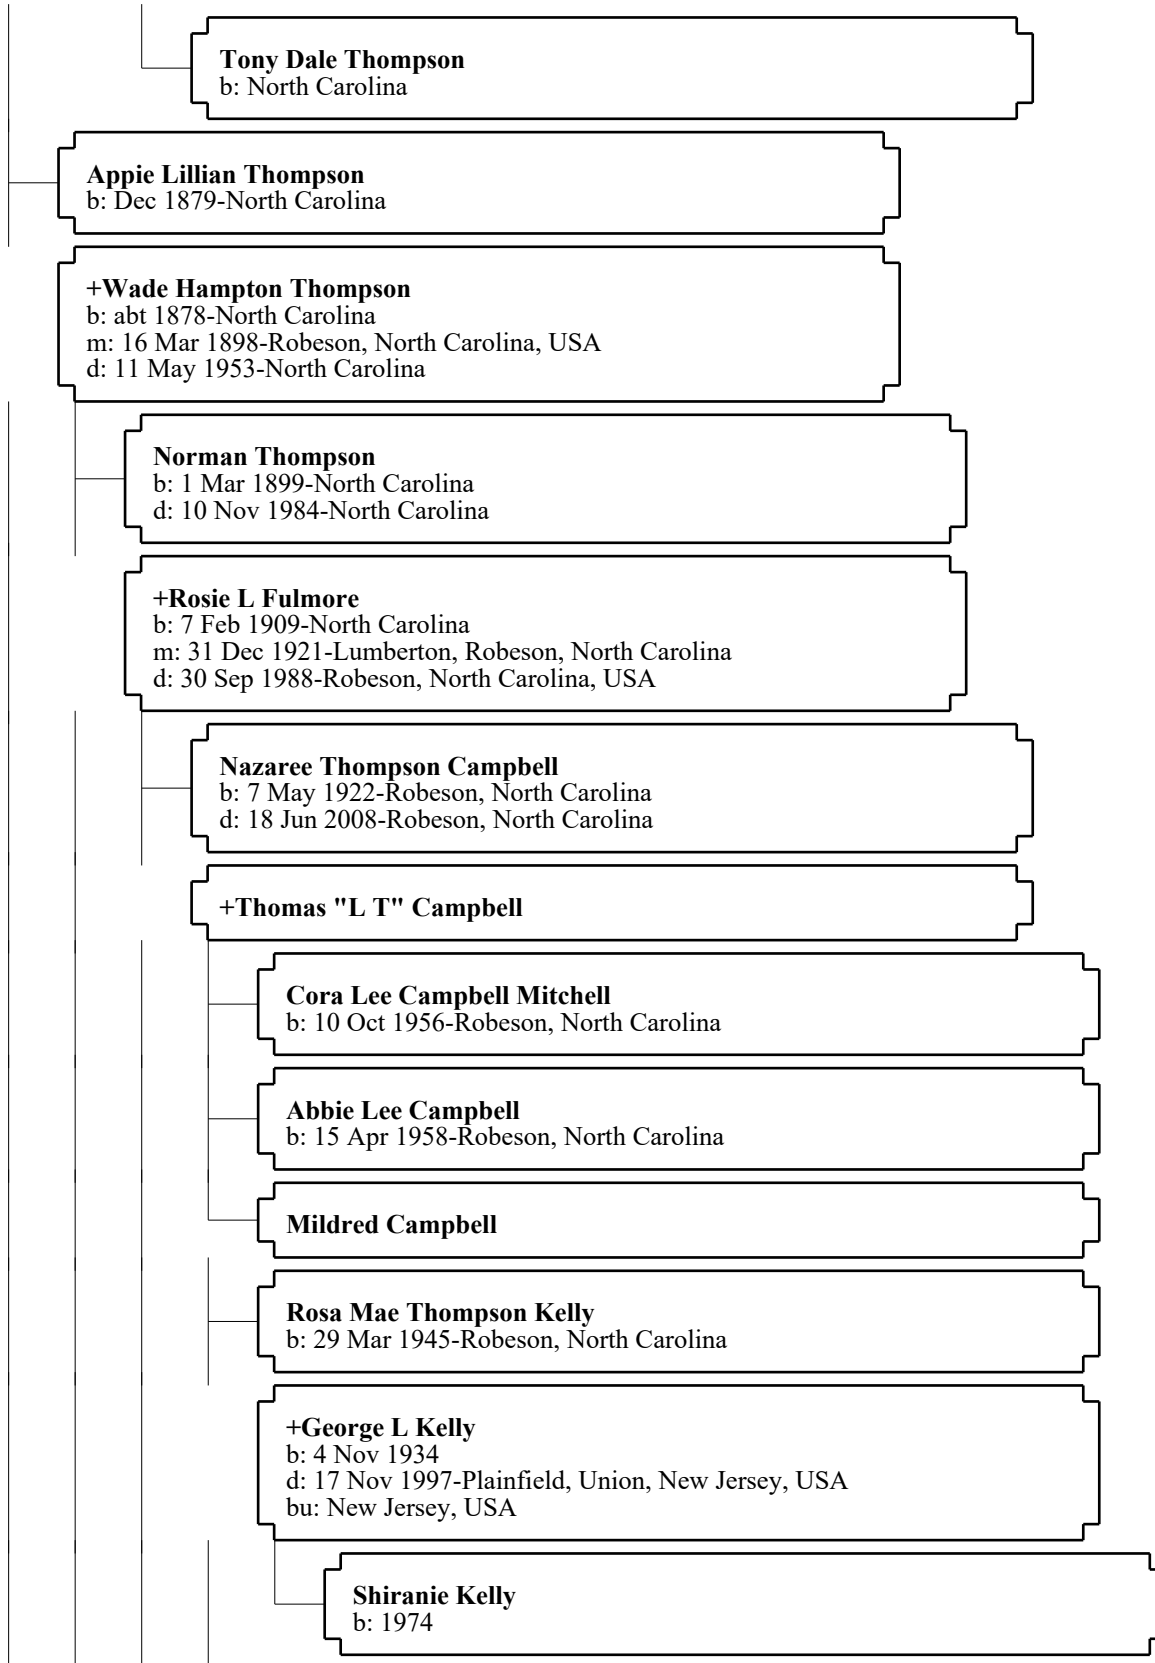 Tony Dale Thompson
b: North Carolina
Appie Lillian Thompson
b: Dec 1879-North Carolina
+Wade Hampton Thompson
b: abt 1878-North Carolina
m: 16 Mar 1898-Robeson, North Carolina, USA
d: 11 May 1953-North Carolina
Norman Thompson
b: 1 Mar 1899-North Carolina
d: 10 Nov 1984-North Carolina
+Rosie L Fulmore
b: 7 Feb 1909-North Carolina
m: 31 Dec 1921-Lumberton, Robeson, North Carolina
d: 30 Sep 1988-Robeson, North Carolina, USA
Nazaree Thompson Campbell
b: 7 May 1922-Robeson, North Carolina
d: 18 Jun 2008-Robeson, North Carolina
+Thomas "L T" Campbell
Cora Lee Campbell Mitchell
b: 10 Oct 1956-Robeson, North Carolina
Abbie Lee Campbell
b: 15 Apr 1958-Robeson, North Carolina
Mildred Campbell
Rosa Mae Thompson Kelly
b: 29 Mar 1945-Robeson, North Carolina
+George L Kelly
b: 4 Nov 1934
d: 17 Nov 1997-Plainfield, Union, New Jersey, USA
bu: New Jersey, USA
Shiranie Kelly
b: 1974